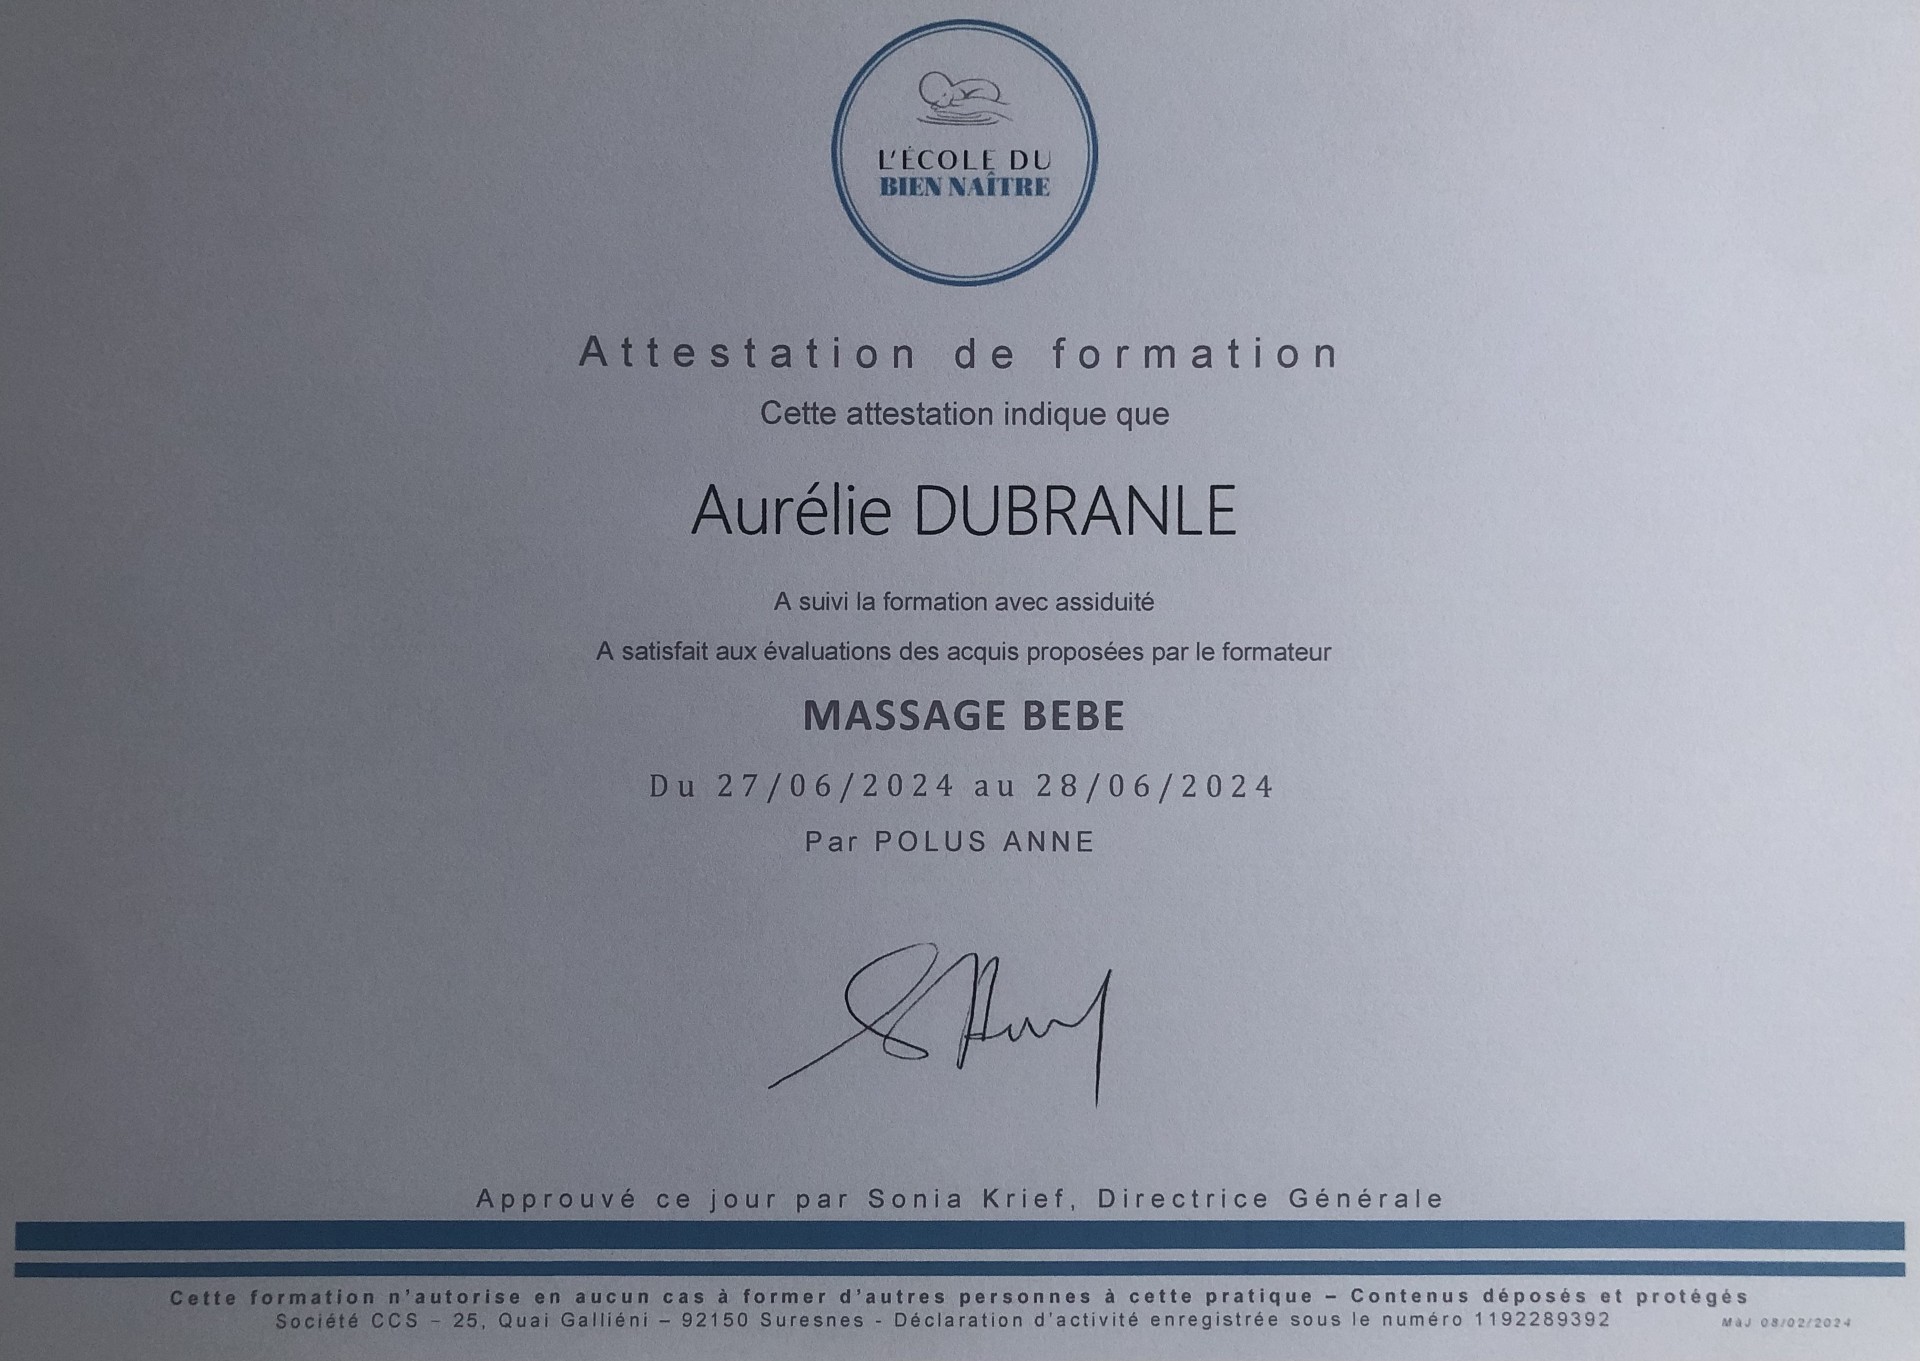 L'ÉCOLE DU
BIEN NAÎTRE
Attestation de formation
Cette attestation indique que
Aurélie DUBRANLE
A suivi la formation avec assiduité
A satisfait aux évaluations des acquis proposées par le formateur
MASSAGE BEBE
Du 27/06/2024 au 28/06/2024
Par POLUS ANNE
Approuvé ce jour par Sonia Krief, Directrice Générale
Cette formation n'autorise en aucun cas à former d'autres personnes à cette pratique – Contenus déposés et protégés
Société CCS – 25, Quai Galliéni – 92150 Suresnes - Déclaration d'activité enregistrée sous le numéro 1192289392
MàJ 08/02/2024